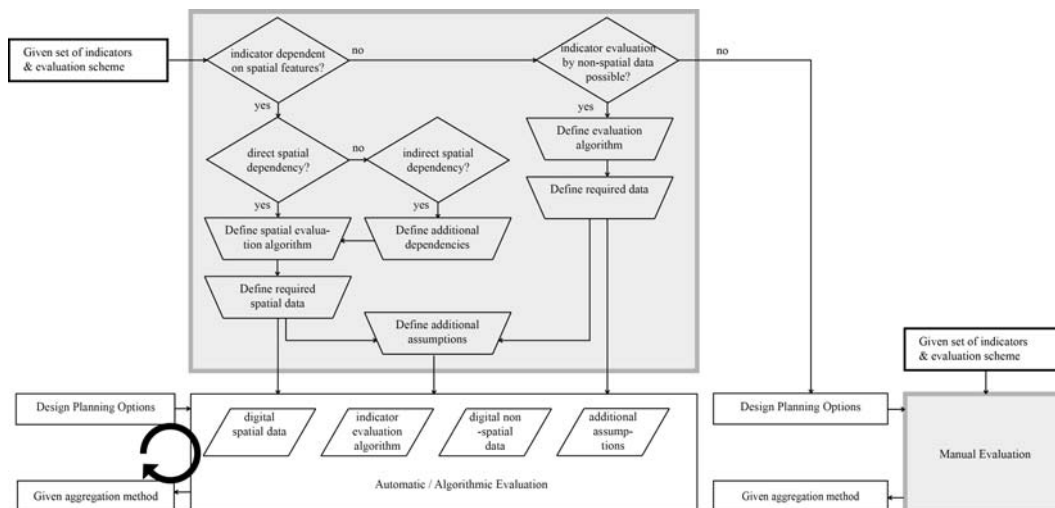 Given set of indicators
& evaluation scheme
indicator dependent
on spatial features?
no
indicator evaluation
by non-spatial data
possible?
no
yes
yes
direct spatial
dependency?
no
indirect spatial
dependency?
Define evaluation
algorithm
Define required data
yes
yes
Define spatial evalua-
tion algorithm
Define additional
dependencies
Define required
spatial data
Define additional
assumptions
Given set of indicators
& evaluation scheme
Design Planning Options
digital
spatial data
indicator
evaluation
algorithm
digital non
-spatial
data
additional
assump-
tions
Design Planning Options
Manual Evaluation
Given aggregation method
Automatic / Algorithmic Evaluation
Given aggregation method